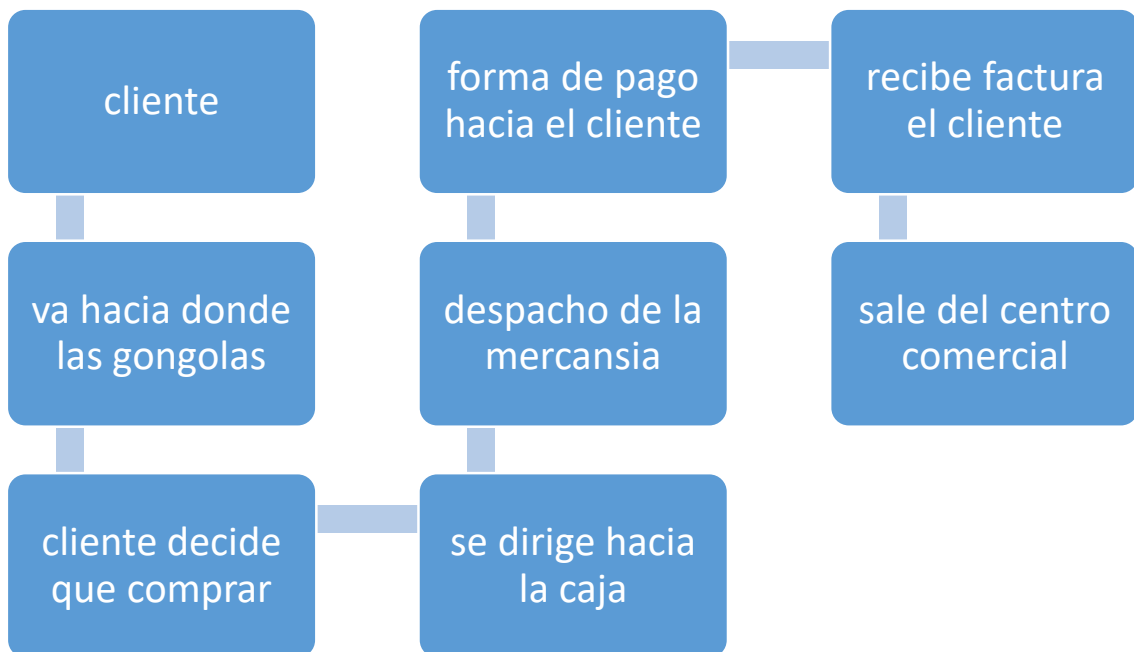 cliente
va hacia donde
las gongolas
cliente decide
que comprar
se dirige hacia
la caja
despacho de la
mercansia
forma de pago
hacia el cliente
recibe factura
el cliente
sale del centro
comercial